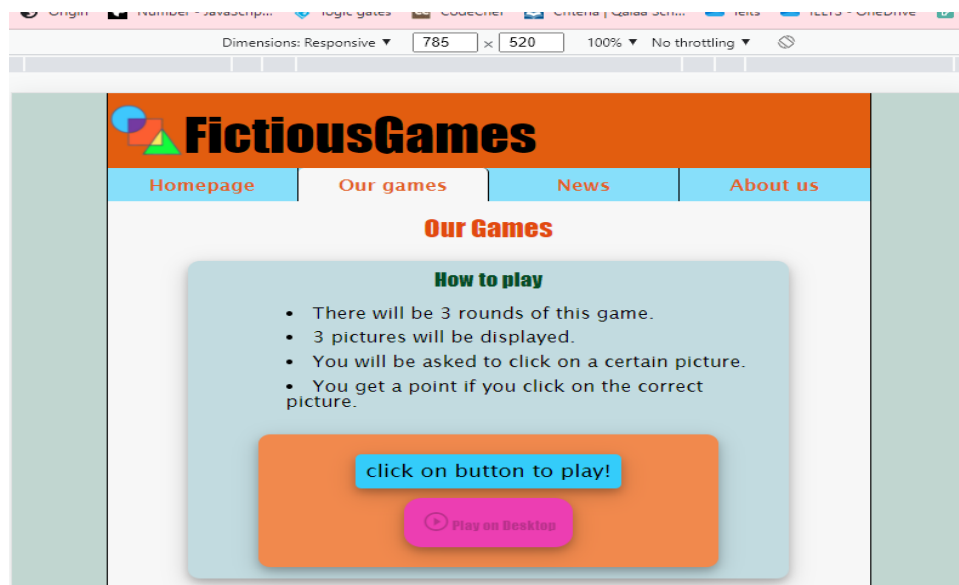 Origin Number - JavaScrip... logic gates CodeChef Criteria | Qalaa Sch... Ielts IELTS - OneDrive
Dimensions: Responsive ▼ 785 × 520 100% ▼ No throttling ▼
FictiousGames
Homepage Our games News About us
Our Games
How to play
• There will be 3 rounds of this game.
• 3 pictures will be displayed.
• You will be asked to click on a certain picture.
• You get a point if you click on the correct
picture.
click on button to play!
Play on Desktop